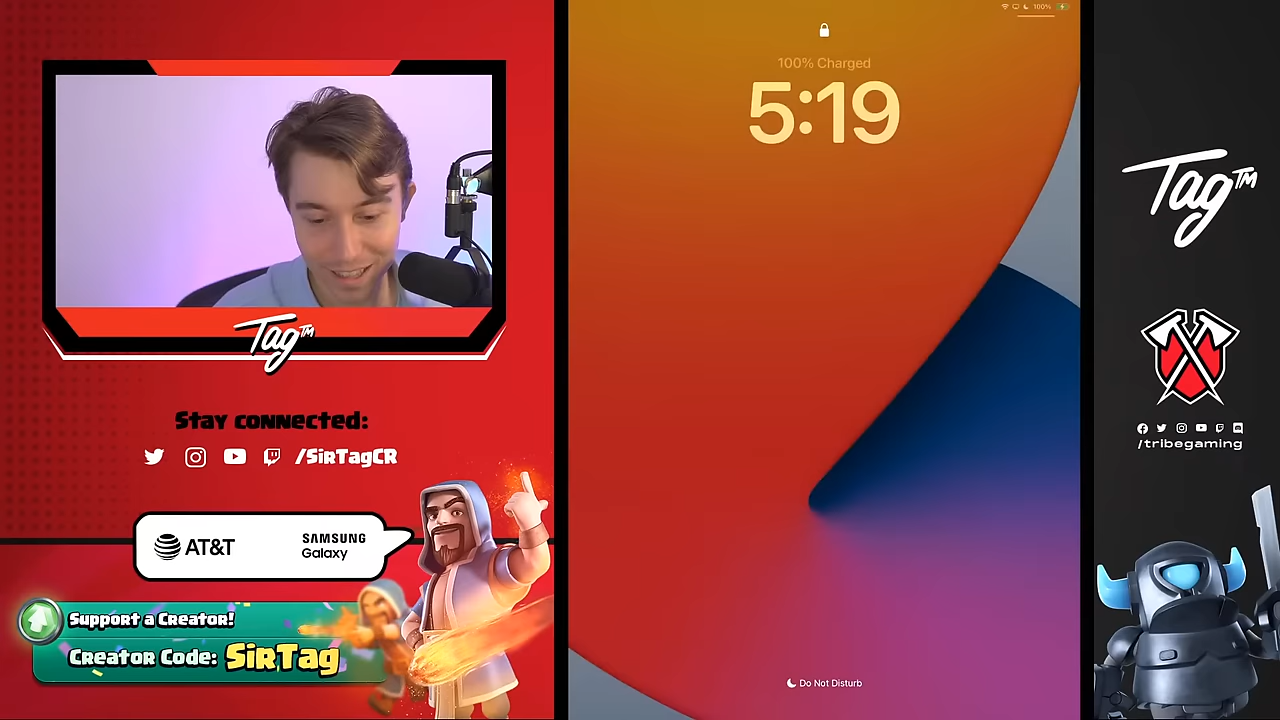 Tag™
Stay connected:
/SirTagCR
AT&T
SAMSUNG
Galaxy
Support a Creator!
Creator Code: SirTag
100%
100% Charged
5:19
Do Not Disturb
Tag™
/tribegaming